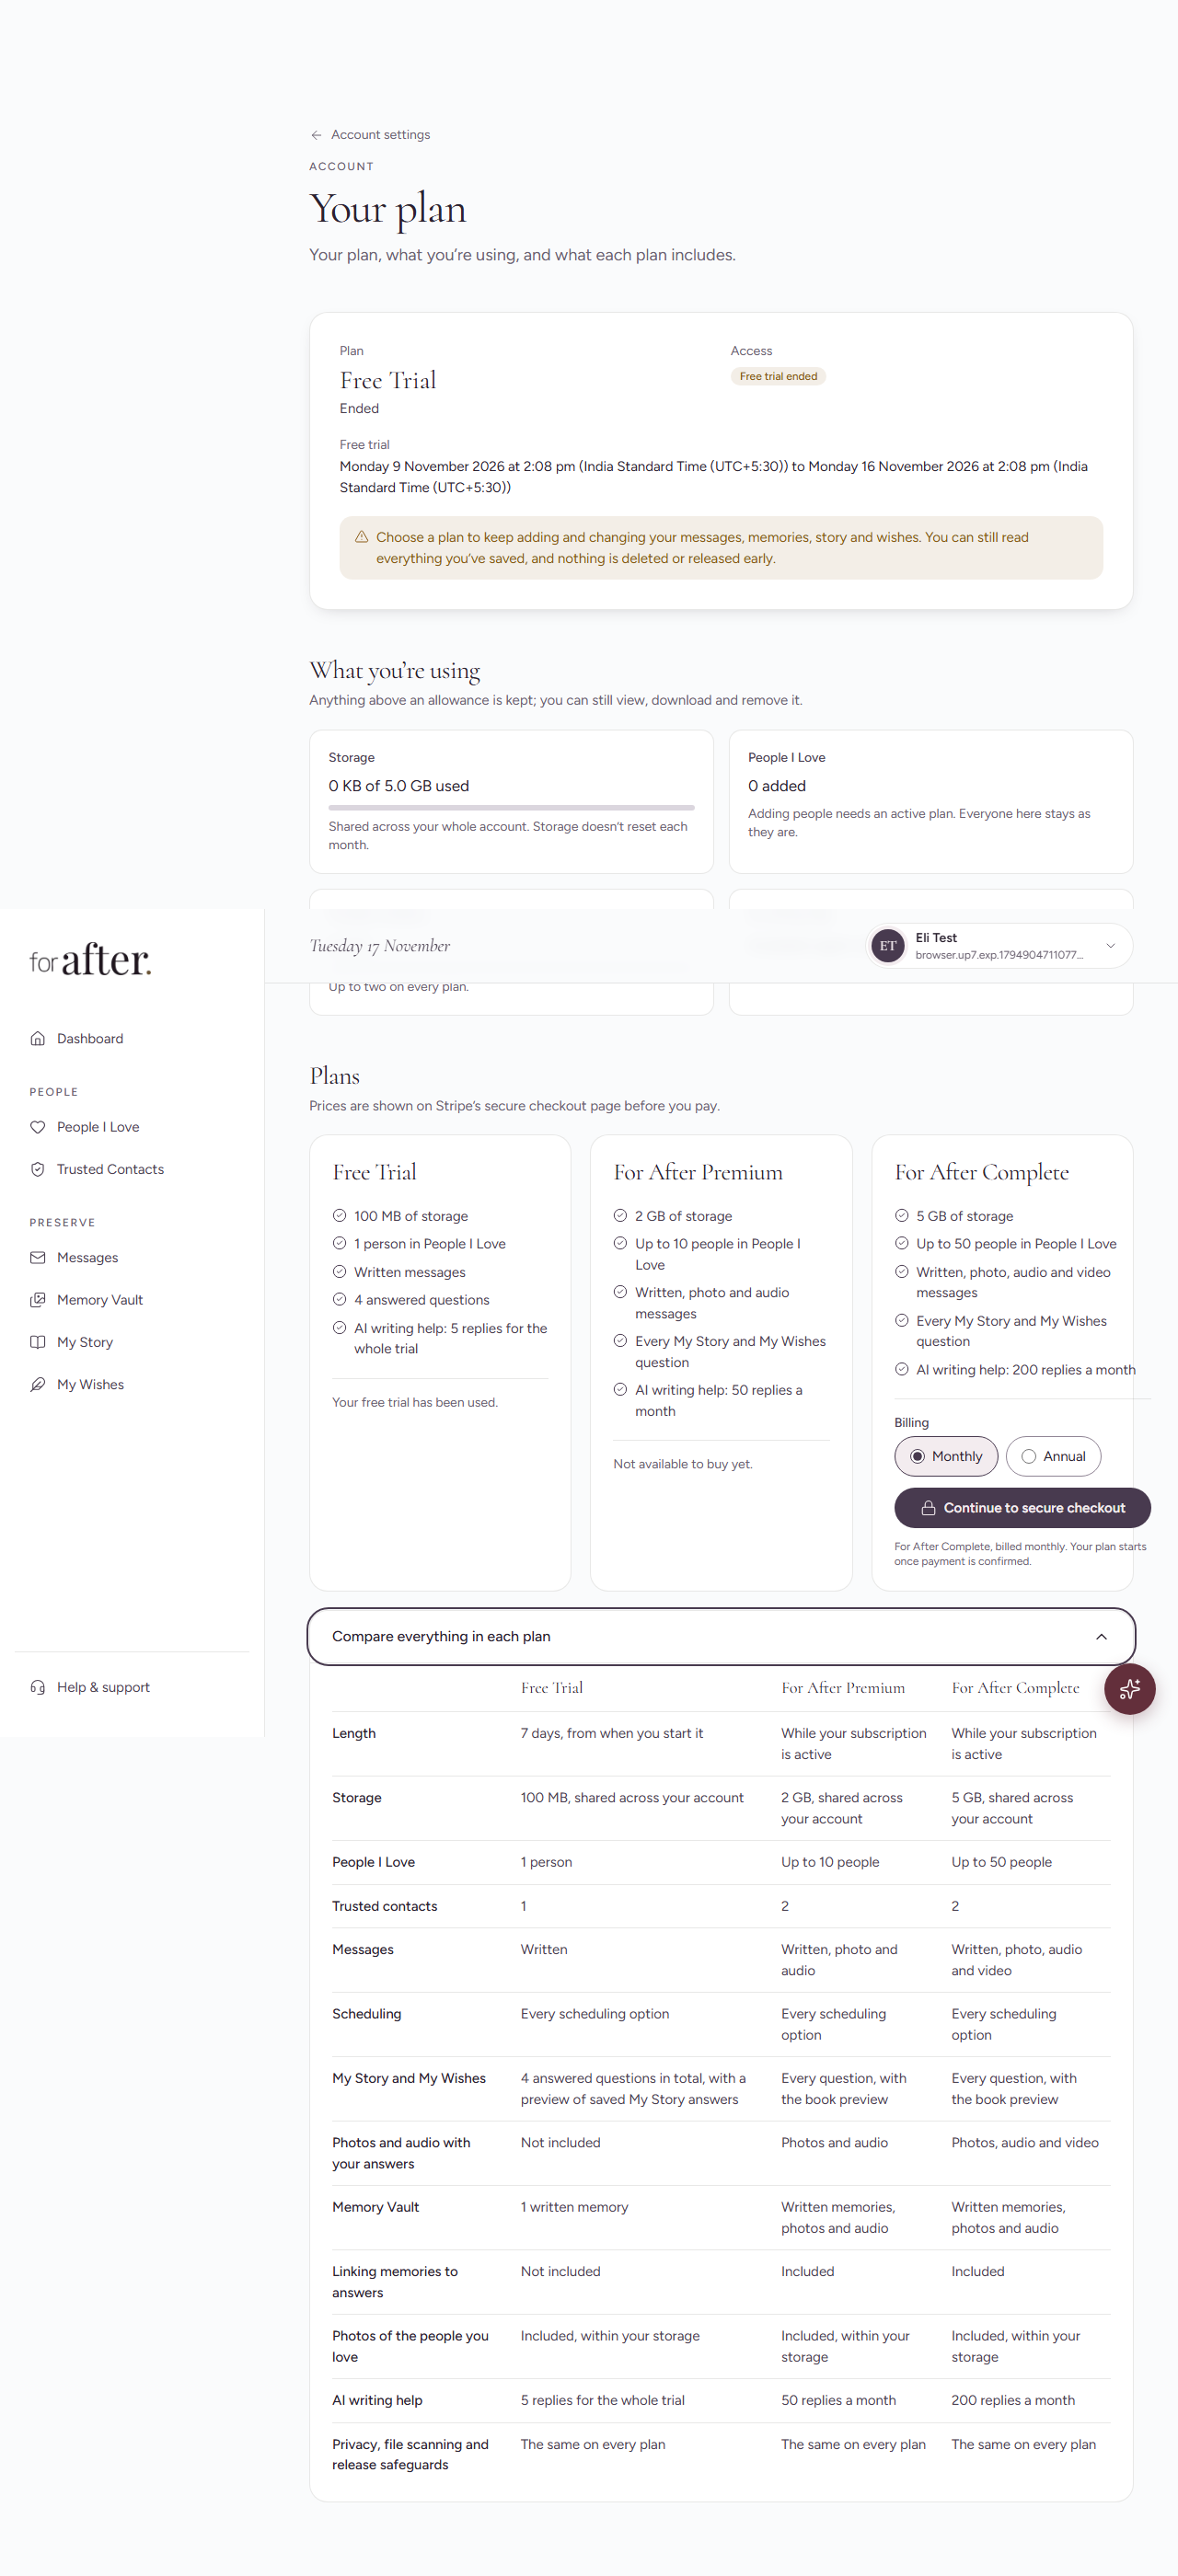 Account settings
ACCOUNT
Your plan
Your plan, what you’re using, and what each plan includes.
Plan
Free Trial
Ended
Access
Free trial ended
Free trial
Monday 9 November 2026 at 2:08 pm (India Standard Time (UTC+5:30)) to Monday 16 November 2026 at 2:08 pm (India
Standard Time (UTC+5:30))
Choose a plan to keep adding and changing your messages, memories, story and wishes. You can still read
everything you’ve saved, and nothing is deleted or released early.
What you’re using
Anything above an allowance is kept; you can still view, download and remove it.
Storage
0 KB of 5.0 GB used
Shared across your whole account. Storage doesn’t reset each
month.
People I Love
0 added
Adding people needs an active plan. Everyone here stays as
they are.
for after.
Tuesday 17 November
ET
Eli Test
browser.up7.exp.1794904711077...
Up to two on every plan.
Dashboard
PEOPLE
People I Love
Trusted Contacts
PRESERVE
Messages
Memory Vault
My Story
My Wishes
Help & support
Plans
Prices are shown on Stripe’s secure checkout page before you pay.
Free Trial
100 MB of storage
1 person in People I Love
Written messages
4 answered questions
AI writing help: 5 replies for the
whole trial
Your free trial has been used.
For After Premium
2 GB of storage
Up to 10 people in People I
Love
Written, photo and audio
messages
Every My Story and My Wishes
question
AI writing help: 50 replies a
month
Not available to buy yet.
For After Complete
5 GB of storage
Up to 50 people in People I Love
Written, photo, audio and video
messages
Every My Story and My Wishes
question
AI writing help: 200 replies a month
Billing
Monthly
Annual
Continue to secure checkout
For After Complete, billed monthly. Your plan starts
once payment is confirmed.
Compare everything in each plan
Free Trial
For After Premium
For After Complete
Length
7 days, from when you start it
While your subscription
is active
While your subscription
is active
Storage
100 MB, shared across your account
2 GB, shared across
your account
5 GB, shared across
your account
People I Love
1 person
Up to 10 people
Up to 50 people
Trusted contacts
1
2
2
Messages
Written
Written, photo and
audio
Written, photo, audio
and video
Scheduling
Every scheduling option
Every scheduling
option
Every scheduling
option
My Story and My Wishes
4 answered questions in total, with a
preview of saved My Story answers
Every question, with
the book preview
Every question, with
the book preview
Photos and audio with
your answers
Not included
Photos and audio
Photos, audio and video
Memory Vault
1 written memory
Written memories,
photos and audio
Written memories,
photos and audio
Linking memories to
answers
Not included
Included
Included
Photos of the people you
love
Included, within your storage
Included, within your
storage
Included, within your
storage
AI writing help
5 replies for the whole trial
50 replies a month
200 replies a month
Privacy, file scanning and
release safeguards
The same on every plan
The same on every plan
The same on every plan